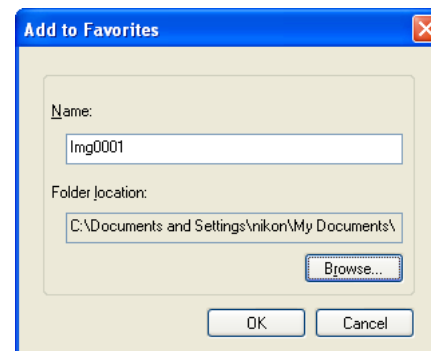 Add to Favorites
Name:
Img0001
Folder location:
C:\Documents and Settings\nikon\My Documents\
Browse...
OK Cancel